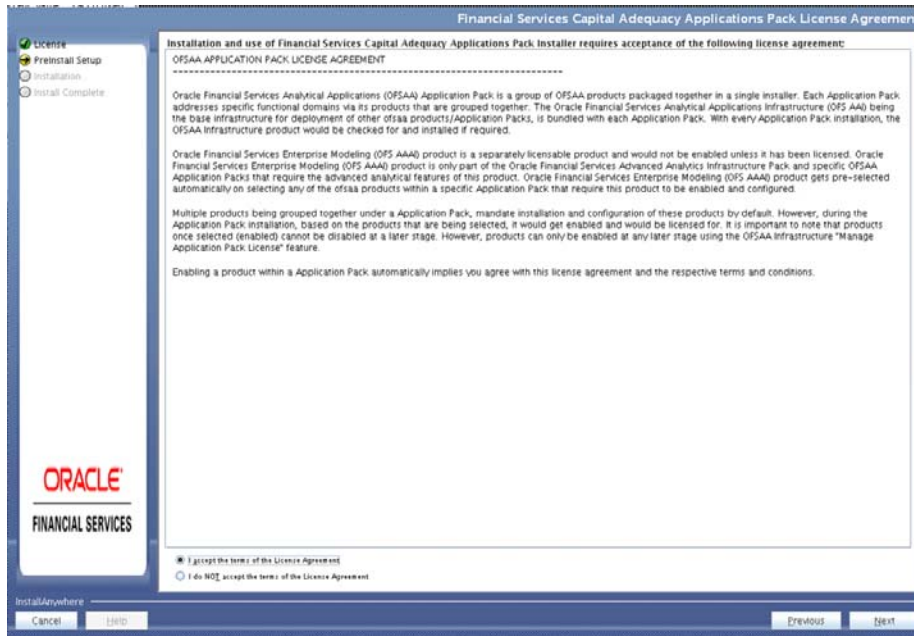 Financial Services Capital Adequacy Applications Pack License Agreemen
License
Preinstall Setup
Installation
Install Complete
Installation and use of Financial Services Capital Adequacy Applications Pack Installer requires acceptance of the following license agreement:
OFSAA APPLICATION PACK LICENSE AGREEMENT
Oracle Financial Services Analytical Applications (OFSAA) Application Pack is a group of OFSAA products packaged together in a single installer. Each Application Pack
addresses specific functional domains via its products that are grouped together. The Oracle Financial Services Analytical Applications Infrastructure (OFS AAI) being
the base infrastructure for deployment of other ofsaa products/Application Packs, is bundled with each Application Pack. With every Application Pack installation, the
OFSAA Infrastructure product would be checked for and installed if required.
Oracle Financial Services Enterprise Modeling (OFS AAAI) product is a separately licensable product and would not be enabled unless it has been licensed. Oracle
Financial Services Enterprise Modeling (OFS AAAI) product is only part of the Oracle Financial Services Advanced Analytics Infrastructure Pack and specific OFSAA
Application Packs that require the advanced analytical features of this product. Oracle Financial Services Enterprise Modeling (OFS AAAI) product gets pre-selected
automatically on selecting any of the ofsaa products within a specific Application Pack that require this product to be enabled and configured.
Multiple products being grouped together under a Application Pack, mandate installation and configuration of these products by default. However, during the
Application Pack installation, based on the products that are being selected, it would get enabled and would be licensed for. It is important to note that products
once selected (enabled) cannot be disabled at a later stage. However, products can only be enabled at any later stage using the OFSAA Infrastructure "Manage
Application Pack License" feature.
Enabling a product within a Application Pack automatically implies you agree with this license agreement and the respective terms and conditions.
ORACLE
FINANCIAL SERVICES
I accept the terms of the License Agreement
I do NOT accept the terms of the License Agreement
InstallAnywhere
Cancel
Help
Previous
Next